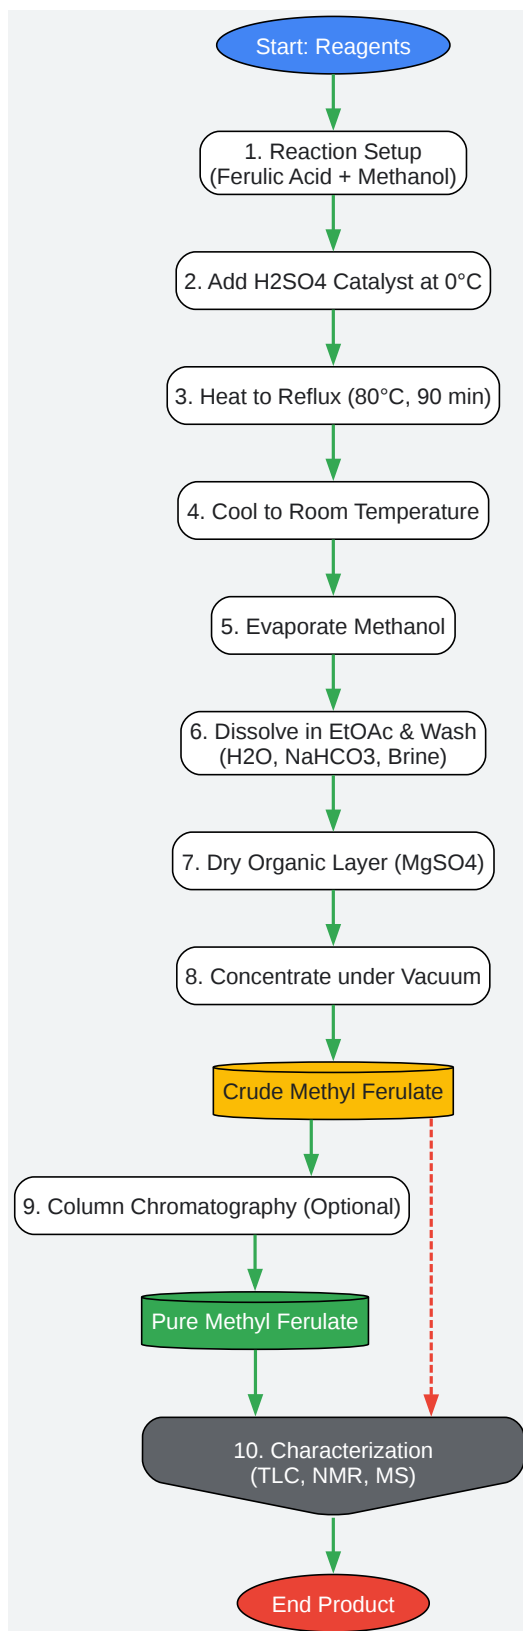 Start: Reagents
1. Reaction Setup
(Ferulic Acid + Methanol)
2. Add H2SO4 Catalyst at 0°C
3. Heat to Reflux (80°C, 90 min)
4. Cool to Room Temperature
5. Evaporate Methanol
6. Dissolve in EtOAc & Wash
(H2O, NaHCO3, Brine)
7. Dry Organic Layer (MgSO4)
8. Concentrate under Vacuum
Crude Methyl Ferulate
9. Column Chromatography (Optional)
Pure Methyl Ferulate
10. Characterization
(TLC, NMR, MS)
End Product